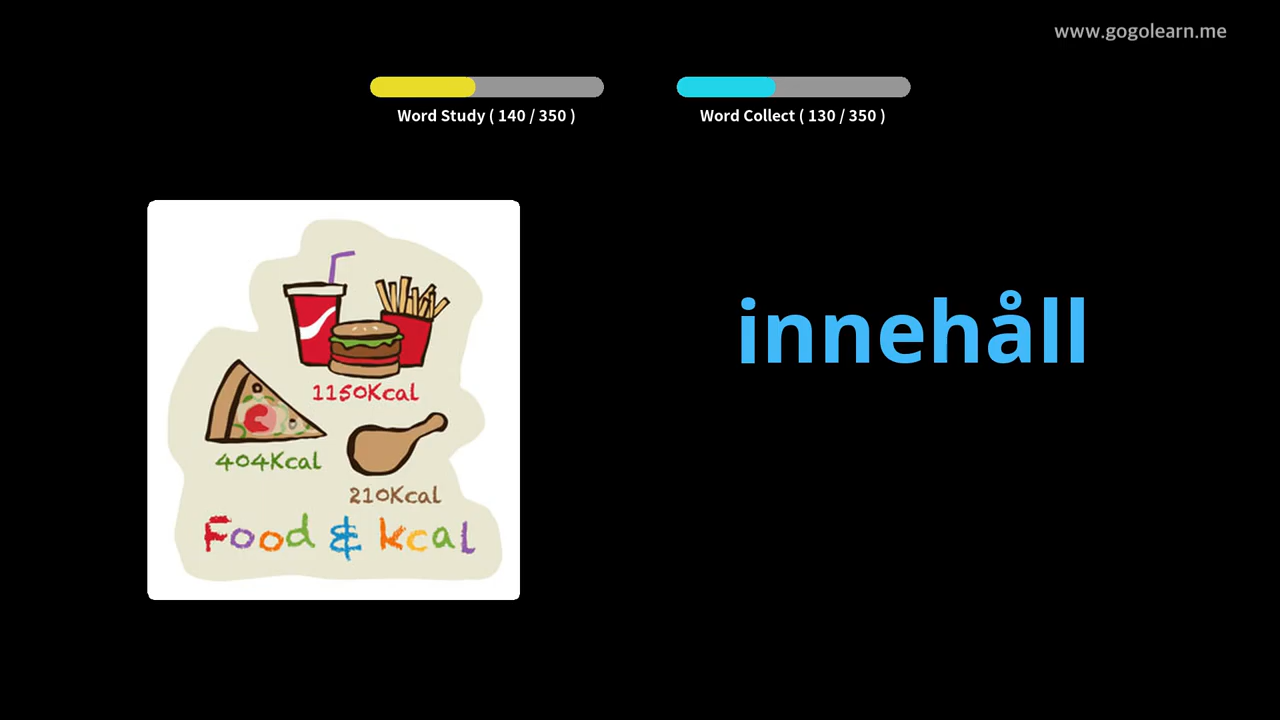 www.gogolearn.me
Word Study ( 140 / 350 )
Word Collect ( 130 / 350 )
innehåll
1150Kcal
404Kcal
210Kcal
Food & kcal